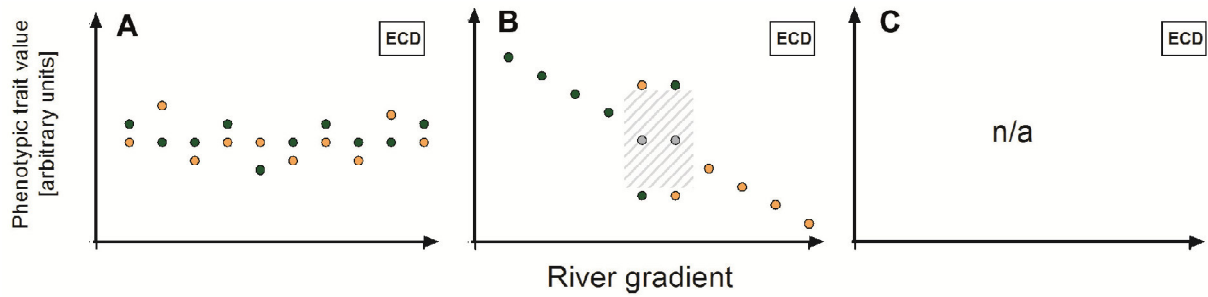 A
ECD
B
ECD
C
ECD
Phenotypic trait value
[arbitrary units]
n/a
River gradient